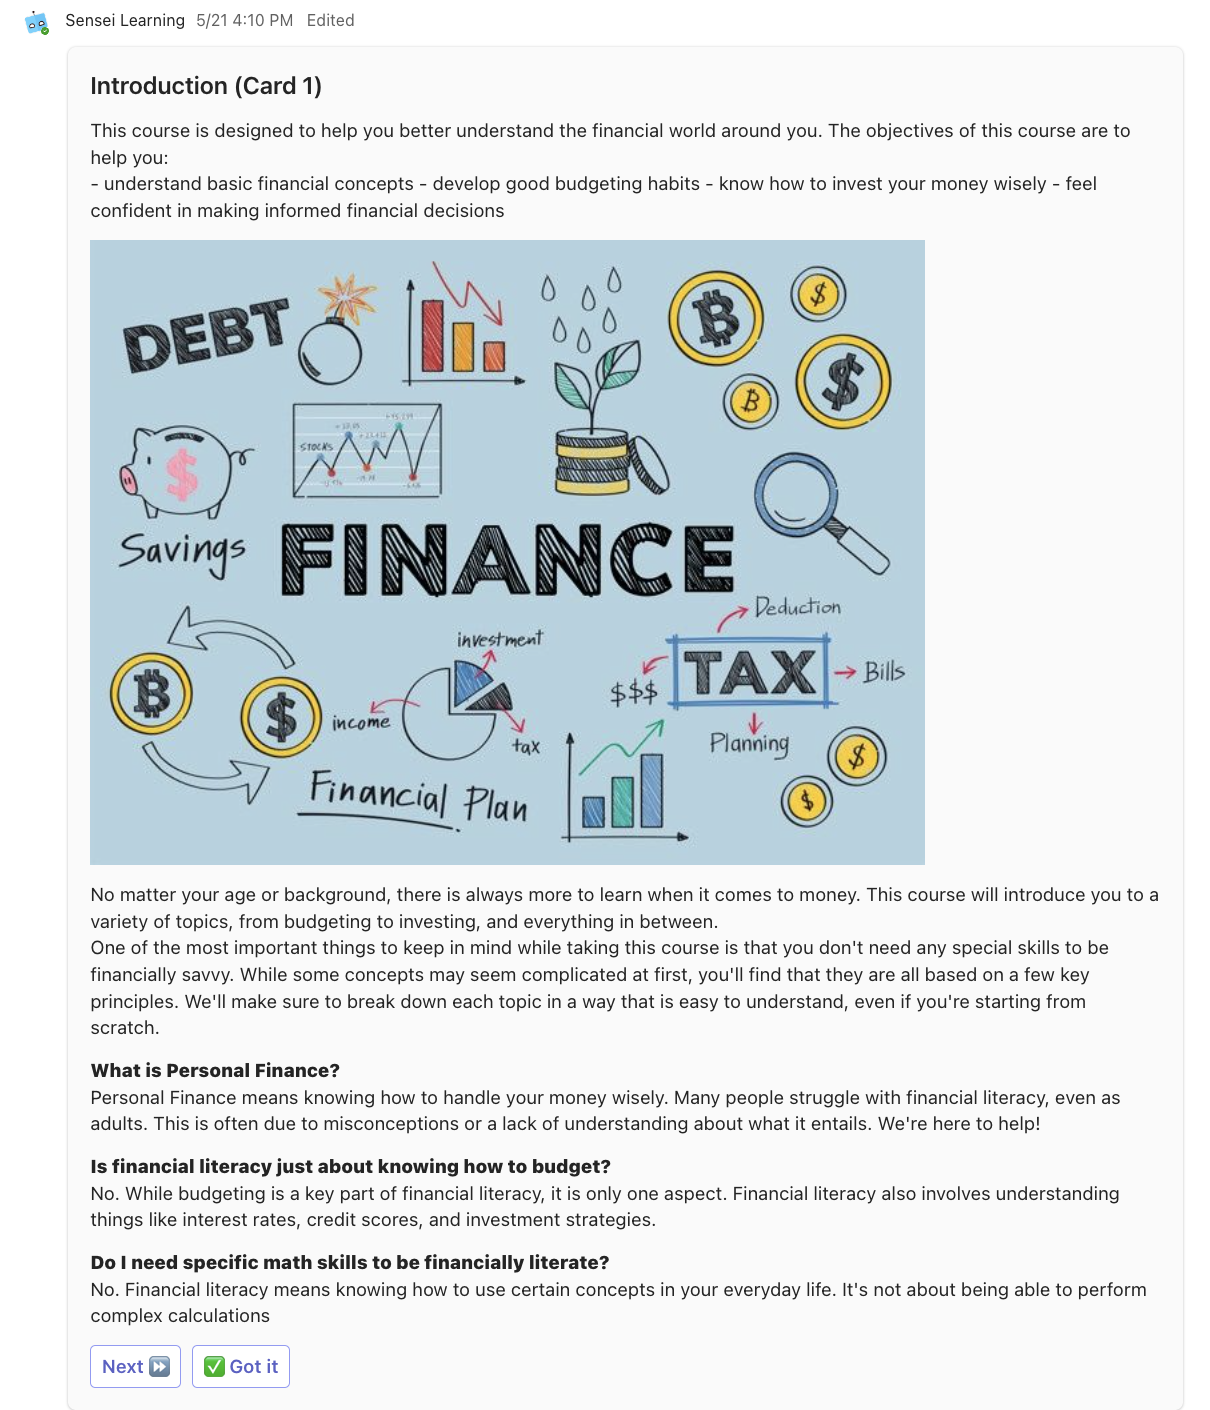 Sensei Learning 5/21 4:10 PM Edited
Introduction (Card 1)
This course is designed to help you better understand the financial world around you. The objectives of this course are to
help you:
- understand basic financial concepts - develop good budgeting habits - know how to invest your money wisely - feel
confident in making informed financial decisions
DEBT
STOCKS
Savings
FINANCE
Deduction
investment
TAX
Bills
$$$
income
tax
Planning
Financial Plan
No matter your age or background, there is always more to learn when it comes to money. This course will introduce you to a
variety of topics, from budgeting to investing, and everything in between.
One of the most important things to keep in mind while taking this course is that you don't need any special skills to be
financially savvy. While some concepts may seem complicated at first, you'll find that they are all based on a few key
principles. We'll make sure to break down each topic in a way that is easy to understand, even if you're starting from
scratch.
What is Personal Finance?
Personal Finance means knowing how to handle your money wisely. Many people struggle with financial literacy, even as
adults. This is often due to misconceptions or a lack of understanding about what it entails. We're here to help!
Is financial literacy just about knowing how to budget?
No. While budgeting is a key part of financial literacy, it is only one aspect. Financial literacy also involves understanding
things like interest rates, credit scores, and investment strategies.
Do I need specific math skills to be financially literate?
No. Financial literacy means knowing how to use certain concepts in your everyday life. It's not about being able to perform
complex calculations
Next ⏩ ✅ Got it